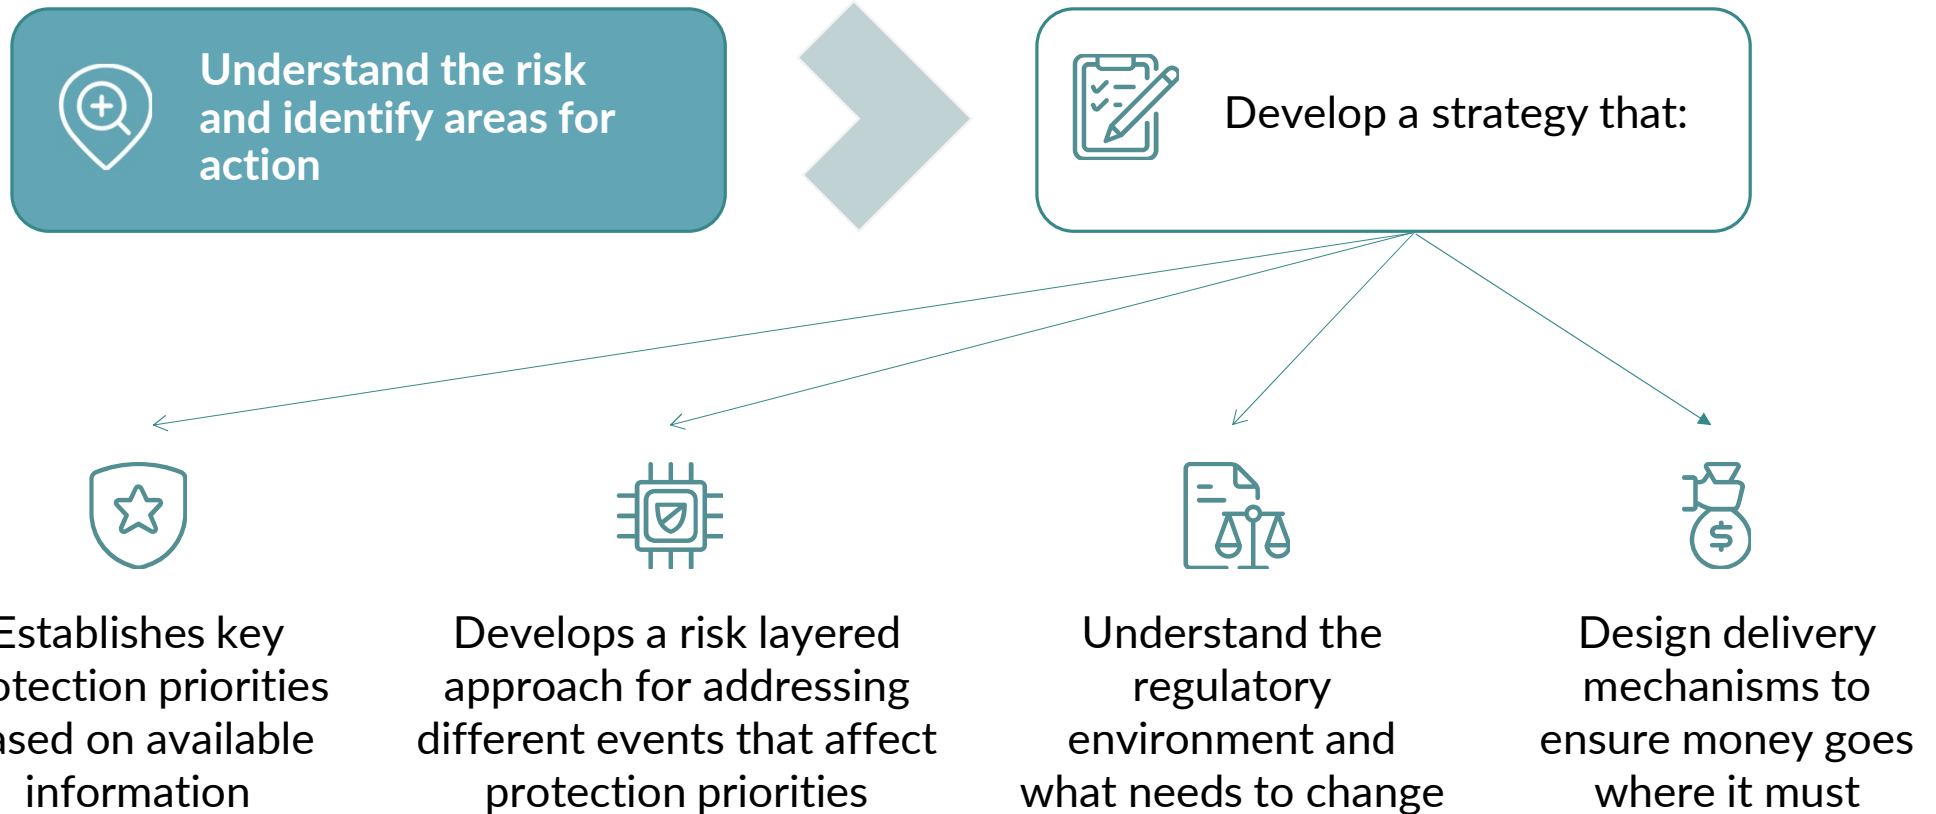 Understand the risk
and identify areas for
action
Develop a strategy that:
Establishes key
otection priorities
ased on available
information
Develops a risk layered
approach for addressing
different events that affect
protection priorities
Understand the
regulatory
environment and
what needs to change
Design delivery
mechanisms to
ensure money goes
where it must